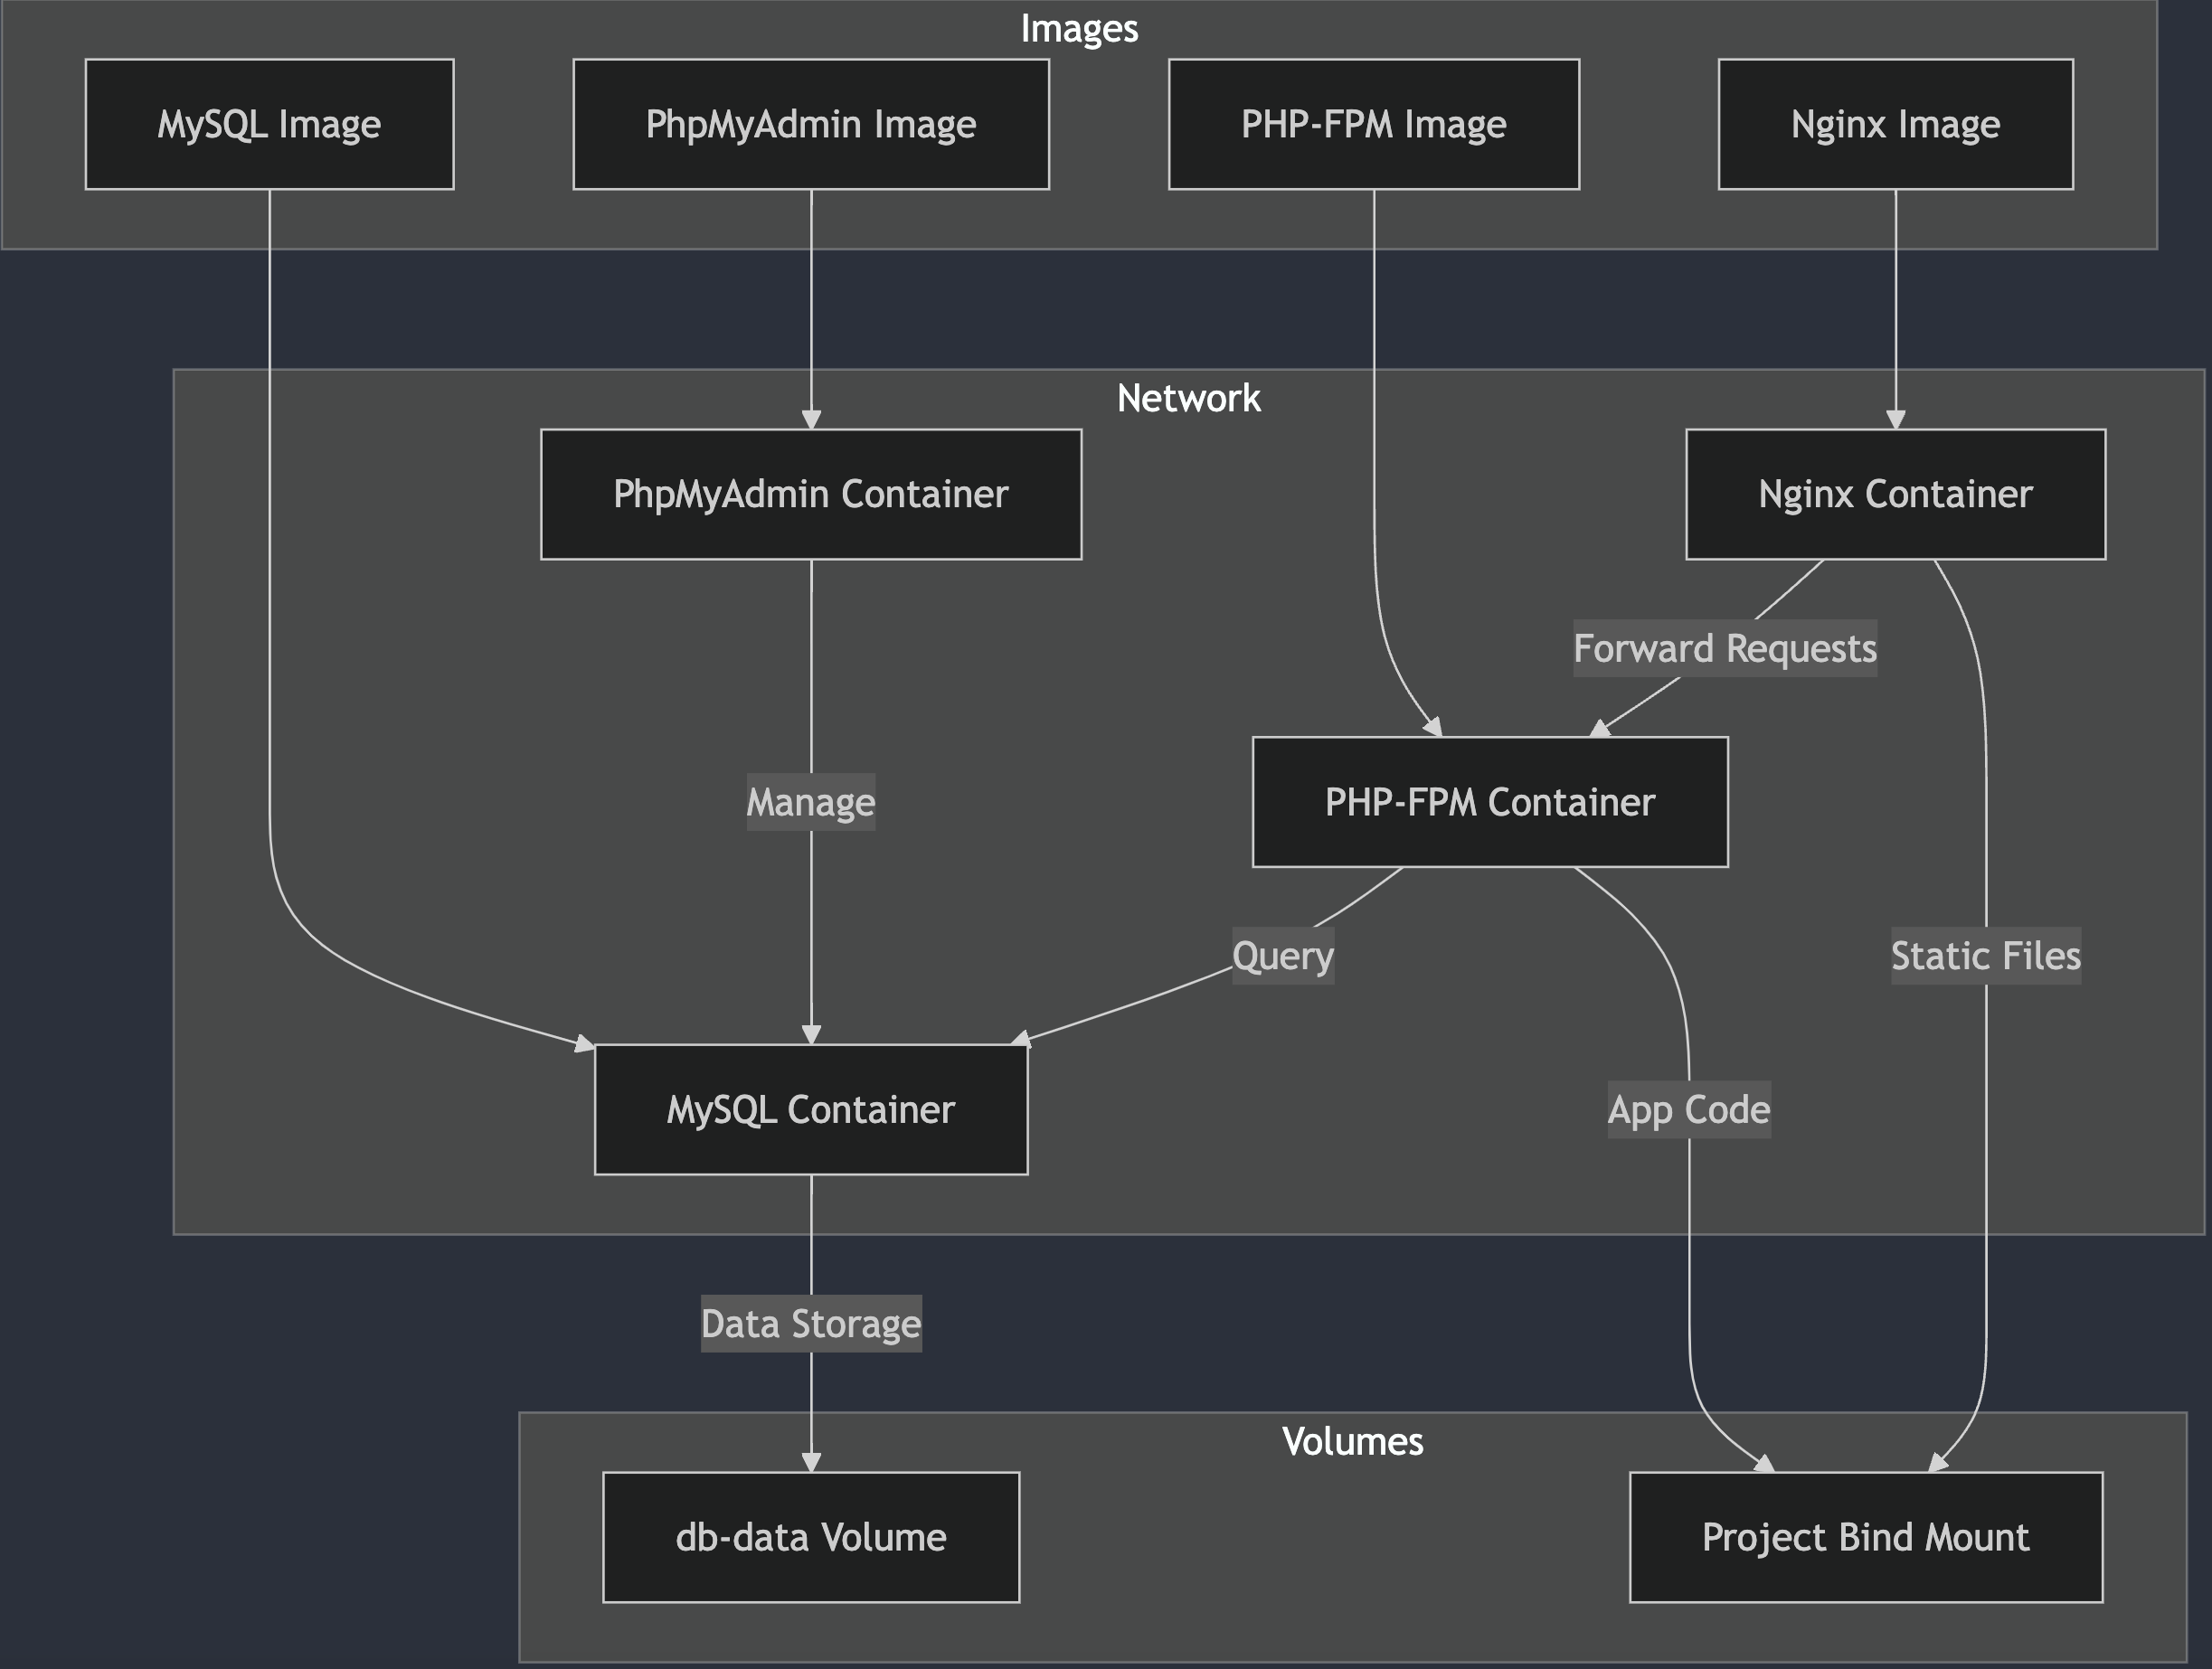 Images
MySQL Image
PhpMyAdmin Image
PHP-FPM Image
Nginx Image
Network
PhpMyAdmin Container
Nginx Container
Forward Requests
Manage
PHP-FPM Container
Query
Static Files
MySQL Container
App Code
Data Storage
Volumes
db-data Volume
Project Bind Mount